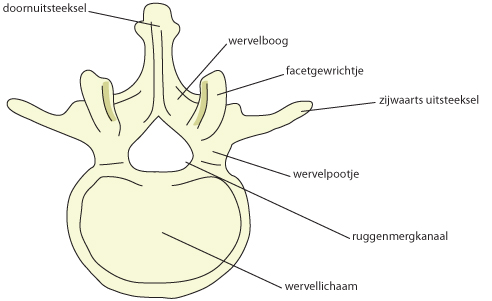 doornuitsteeksel
wervelboog
facetgewrichtje
zijwaarts uitsteeksel
wervelpootje
ruggenmergkanaal
wervellichaam